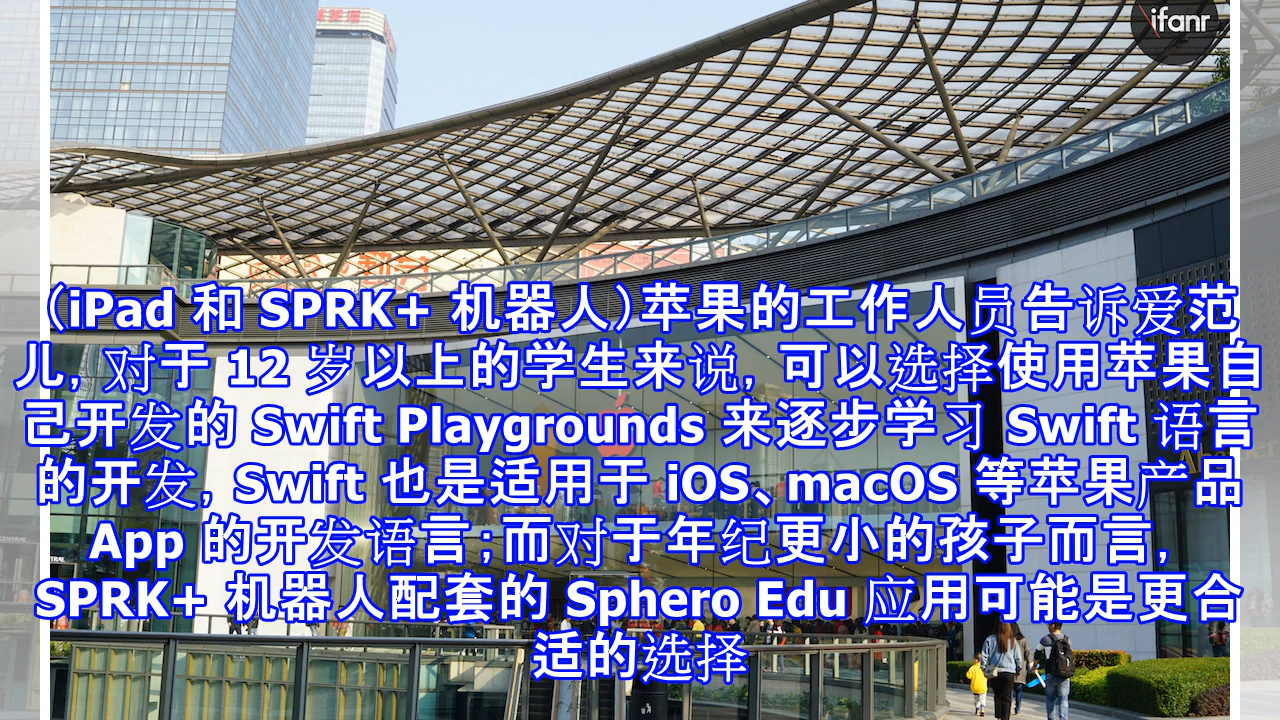 ifanr
(iPad 和 SPRK+ 机器人)苹果的工作人员告诉爱范
儿, 对于 12 岁以上的学生来说, 可以选择使用苹果自
己开发的 Swift Playgrounds 来逐步学习 Swift 语言
的开发, Swift 也是适用于 iOS、macOS 等苹果产品
App 的开发语言;而对于年纪更小的孩子而言,
SPRK+ 机器人配套的 Sphero Edu 应用可能是更合
适的选择